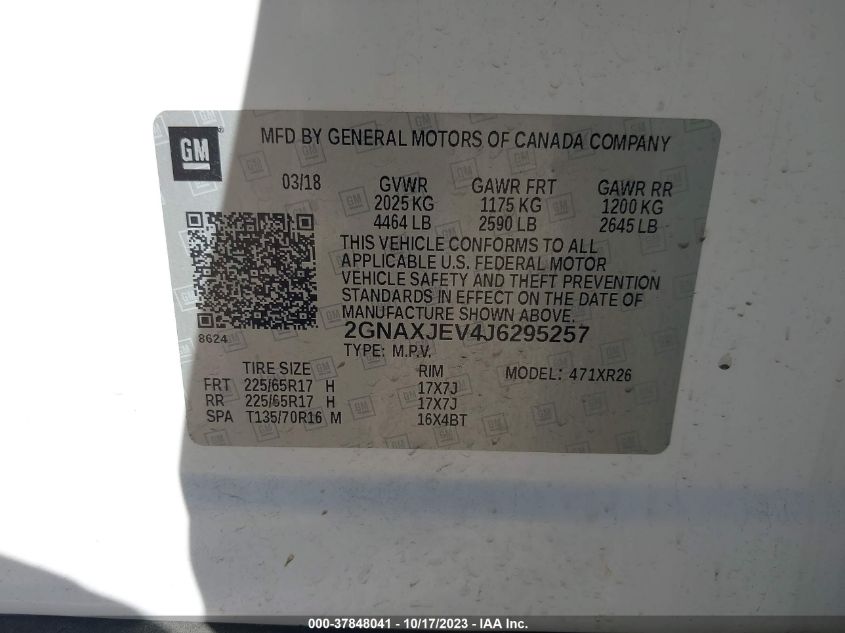 GM
MFD BY GENERAL MOTORS OF CANADA COMPANY
03/18 GVWR GAWR FRT GAWR RR
2025 KG 1175 KG 1200 KG
4464 LB 2590 LB 2645 LB
THIS VEHICLE CONFORMS TO ALL
APPLICABLE U.S. FEDERAL MOTOR
VEHICLE SAFETY AND THEFT PREVENTION
STANDARDS IN EFFECT ON THE DATE OF
MANUFACTURE SHOWN ABOVE.
8624
2GNAXJEV4J6295257
TYPE: M.P.V.
TIRE SIZE RIM MODEL: 471XR26
FRT 225/65R17 H 17X7J
RR 225/65R17 H 17X7J
SPA T135/70R16 M 16X4BT
000-37848041 - 10/17/2023 - IAA Inc.